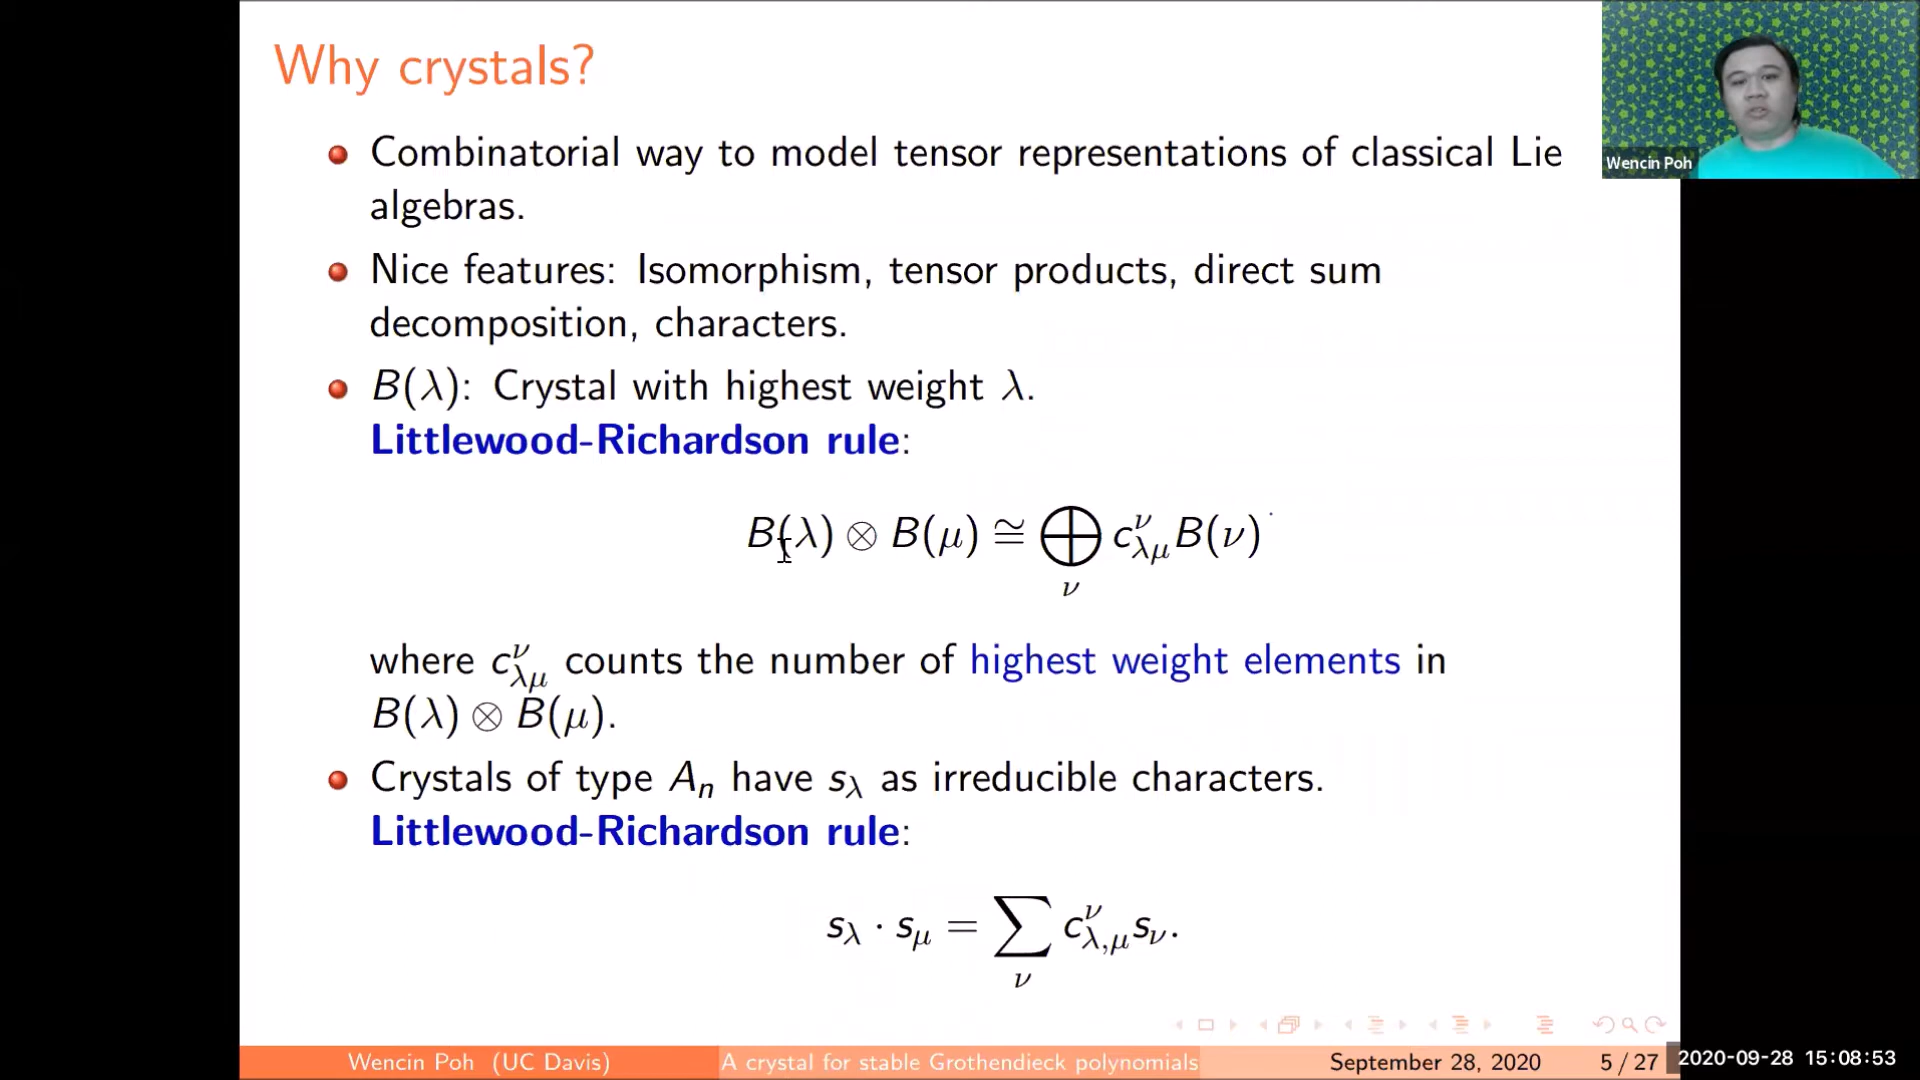 Why crystals?
Wencin Poh
Combinatorial way to model tensor representations of classical Lie
algebras.
Nice features: Isomorphism, tensor products, direct sum
decomposition, characters.
B(λ): Crystal with highest weight λ.
Littlewood-Richardson rule:
B(λ) ⊗ B(μ) ≅ ⨁_ν c^ν_{λμ} B(ν)
where c^ν_{λμ} counts the number of highest weight elements in
B(λ) ⊗ B(μ).
Crystals of type A_n have s_λ as irreducible characters.
Littlewood-Richardson rule:
s_λ · s_μ = ∑_ν c^ν_{λ,μ} s_ν.
Wencin Poh (UC Davis) A crystal for stable Grothendieck polynomials September 28, 2020 5 / 27
2020-09-28 15:08:53